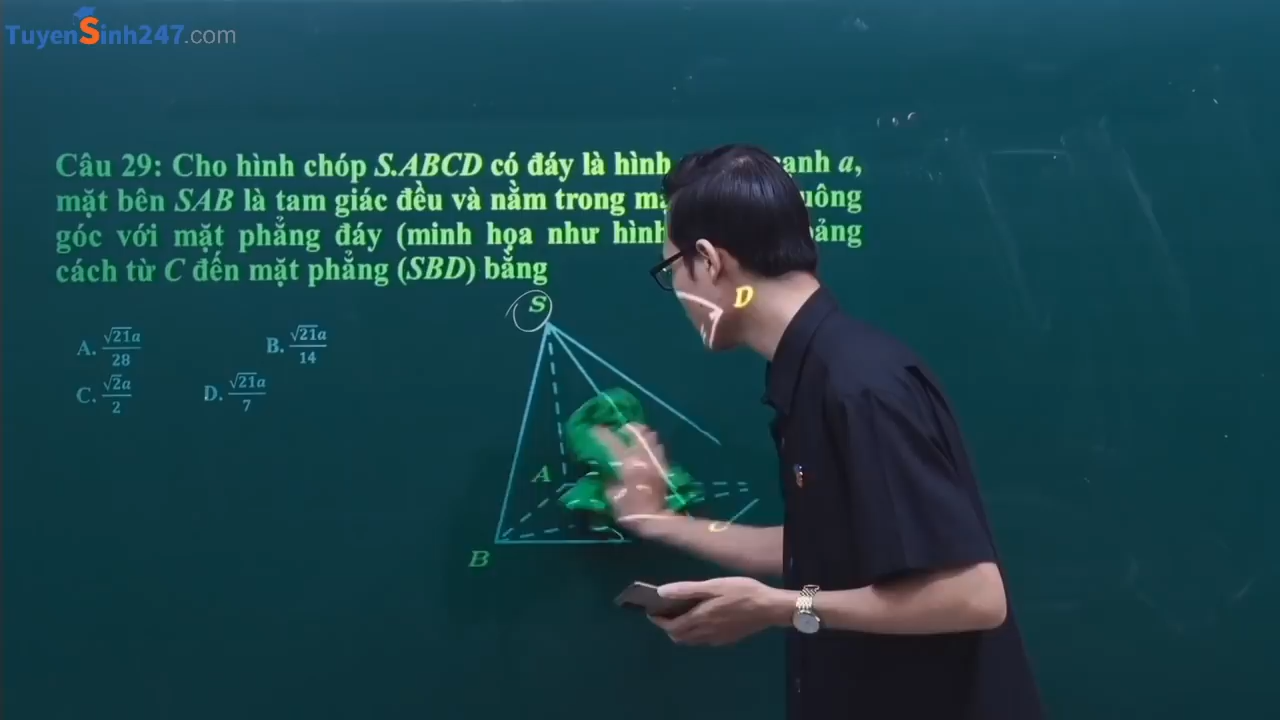 TuyenSinh247.com
Câu 29: Cho hình chóp S.ABCD có đáy là hình a,
mặt bên SAB là tam giác đều và nằm trong
góc với mặt phẳng đáy (minh họa như hình
cách từ C đến mặt phẳng (SBD) bằng
S
D
A. √21a/28 B. √21a/14
C. √2a/2 D. √21a/7
A
C
B